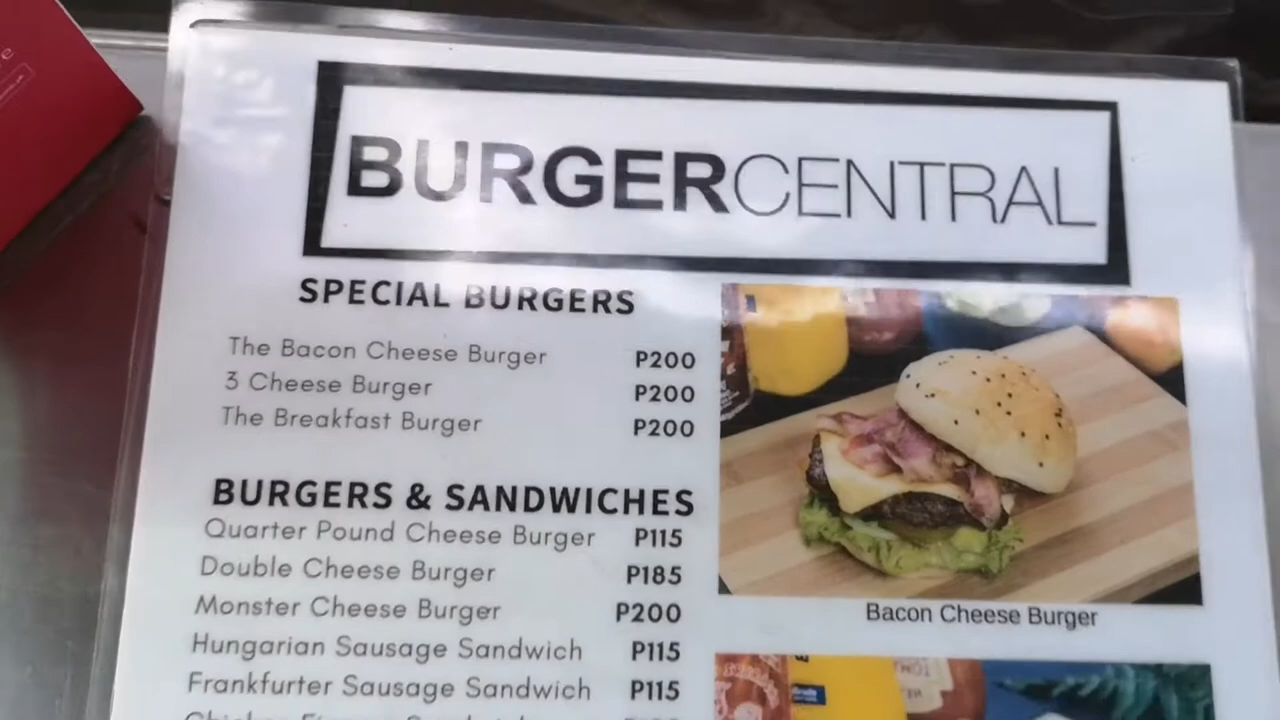 BURGERCENTRAL
SPECIAL BURGERS
The Bacon Cheese Burger P200
3 Cheese Burger P200
The Breakfast Burger P200
BURGERS & SANDWICHES
Quarter Pound Cheese Burger P115
Double Cheese Burger P185
Monster Cheese Burger P200
Hungarian Sausage Sandwich P115
Frankfurter Sausage Sandwich P115
Bacon Cheese Burger